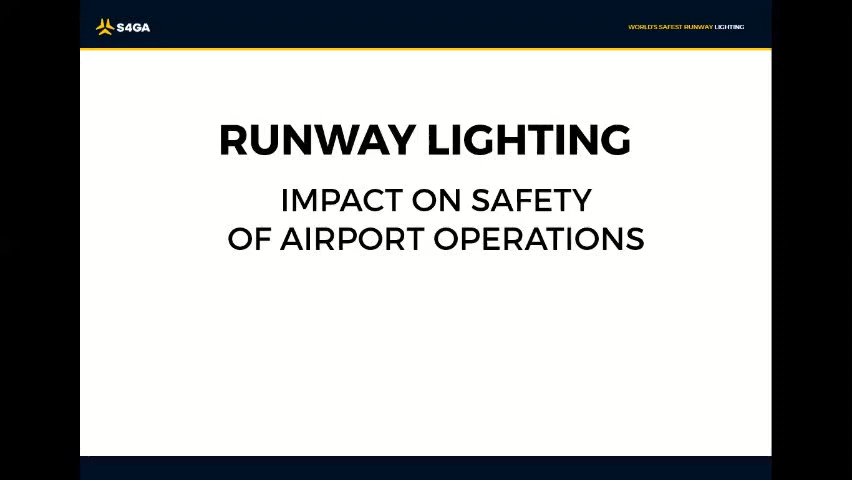 S4GA
WORLD'S SAFEST RUNWAY LIGHTING
RUNWAY LIGHTING
IMPACT ON SAFETY
OF AIRPORT OPERATIONS